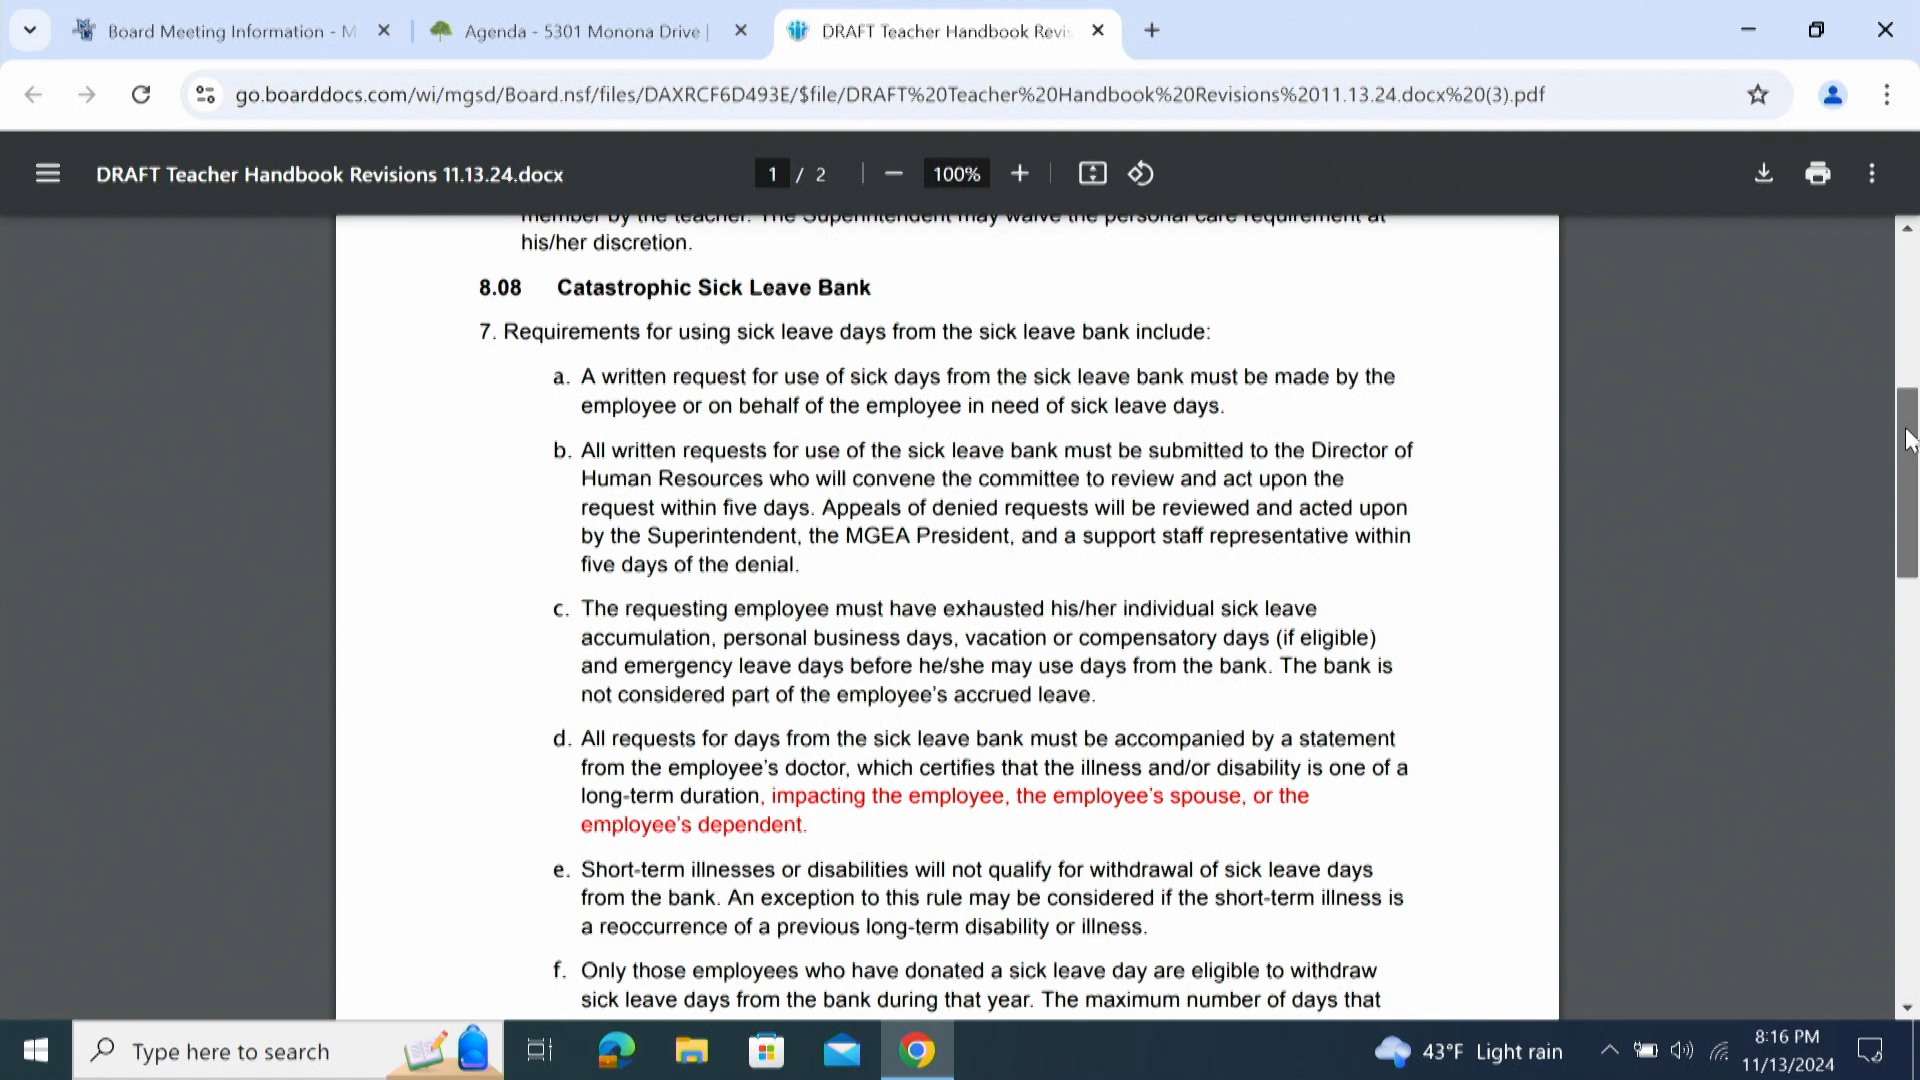 Board Meeting Information - M
Agenda - 5301 Monona Drive |
DRAFT Teacher Handbook Revis
go.boarddocs.com/wi/mgsd/Board.nsf/files/DAXRCF6D493E/$file/DRAFT%20Teacher%20Handbook%20Revisions%2011.13.24.docx%20(3).pdf
DRAFT Teacher Handbook Revisions 11.13.24.docx
1 / 2
100%
member by the teacher. The Superintendent may waive the personal care requirement at
his/her discretion.
8.08 Catastrophic Sick Leave Bank
7. Requirements for using sick leave days from the sick leave bank include:
a. A written request for use of sick days from the sick leave bank must be made by the
employee or on behalf of the employee in need of sick leave days.
b. All written requests for use of the sick leave bank must be submitted to the Director of
Human Resources who will convene the committee to review and act upon the
request within five days. Appeals of denied requests will be reviewed and acted upon
by the Superintendent, the MGEA President, and a support staff representative within
five days of the denial.
c. The requesting employee must have exhausted his/her individual sick leave
accumulation, personal business days, vacation or compensatory days (if eligible)
and emergency leave days before he/she may use days from the bank. The bank is
not considered part of the employee's accrued leave.
d. All requests for days from the sick leave bank must be accompanied by a statement
from the employee's doctor, which certifies that the illness and/or disability is one of a
long-term duration, impacting the employee, the employee's spouse, or the
employee's dependent.
e. Short-term illnesses or disabilities will not qualify for withdrawal of sick leave days
from the bank. An exception to this rule may be considered if the short-term illness is
a reoccurrence of a previous long-term disability or illness.
f. Only those employees who have donated a sick leave day are eligible to withdraw
sick leave days from the bank during that year. The maximum number of days that
Type here to search
43°F Light rain
8:16 PM
11/13/2024